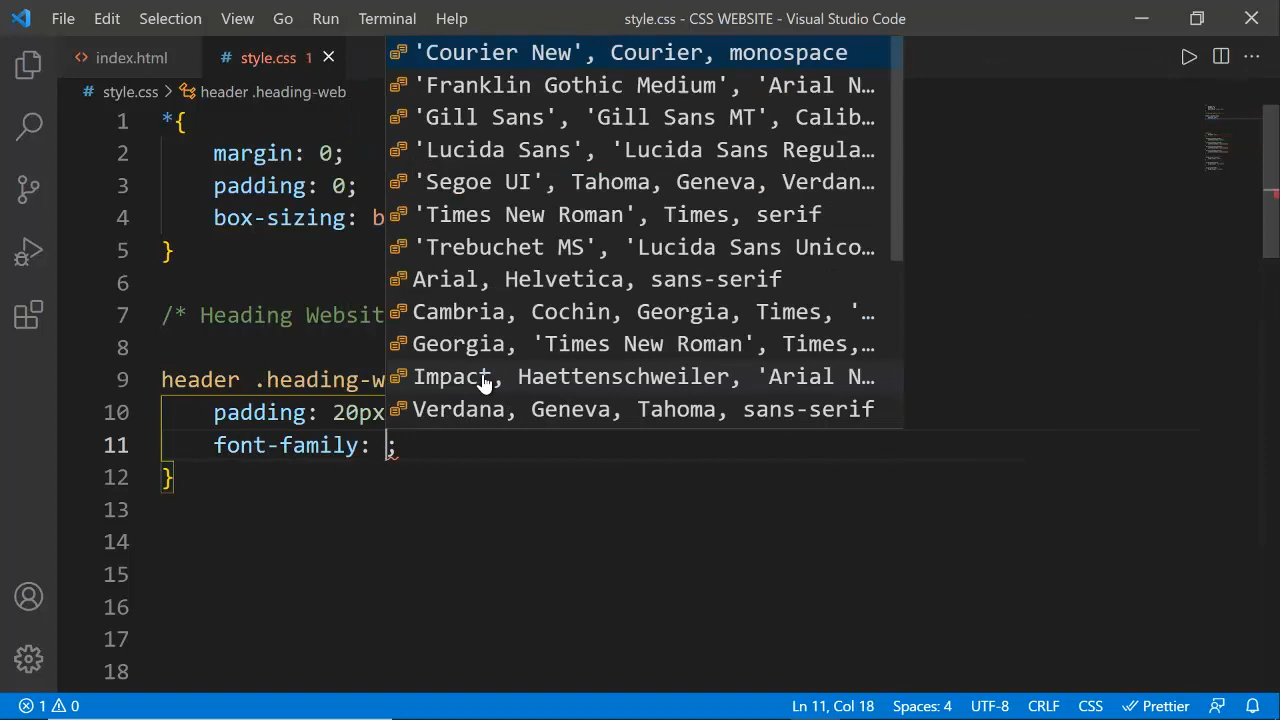 File Edit Selection View Go Run Terminal Help style.css - CSS WEBSITE - Visual Studio Code
<> index.html # style.css 1
# style.css > header .heading-web
1 *{
2 margin: 0;
3 padding: 0;
4 box-sizing: b
5 }
6
7 /* Heading Websit
8
9 header .heading-w
10 padding: 20px
11 font-family: ;
12 }
13
14
15
16
17
18
'Courier New', Courier, monospace
'Franklin Gothic Medium', 'Arial N…
'Gill Sans', 'Gill Sans MT', Calib…
'Lucida Sans', 'Lucida Sans Regula…
'Segoe UI', Tahoma, Geneva, Verdan…
'Times New Roman', Times, serif
'Trebuchet MS', 'Lucida Sans Unico…
Arial, Helvetica, sans-serif
Cambria, Cochin, Georgia, Times, '…
Georgia, 'Times New Roman', Times,…
Impact, Haettenschweiler, 'Arial N…
Verdana, Geneva, Tahoma, sans-serif
1 0 Ln 11, Col 18 Spaces: 4 UTF-8 CRLF CSS Prettier